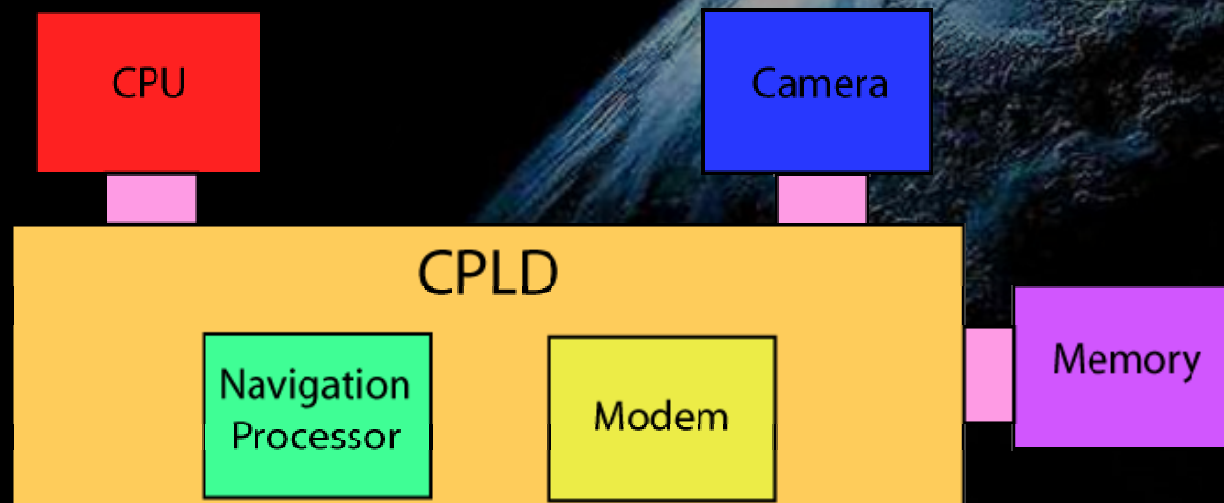 CPU
Camera
CPLD
Navigation
Processor
Modem
Memory